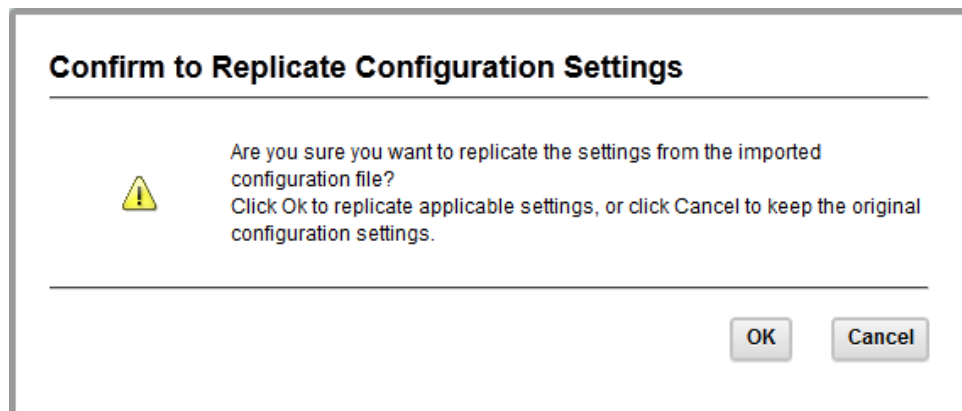 Confirm to Replicate Configuration Settings
Are you sure you want to replicate the settings from the imported
configuration file?
Click Ok to replicate applicable settings, or click Cancel to keep the original
configuration settings.
OK
Cancel